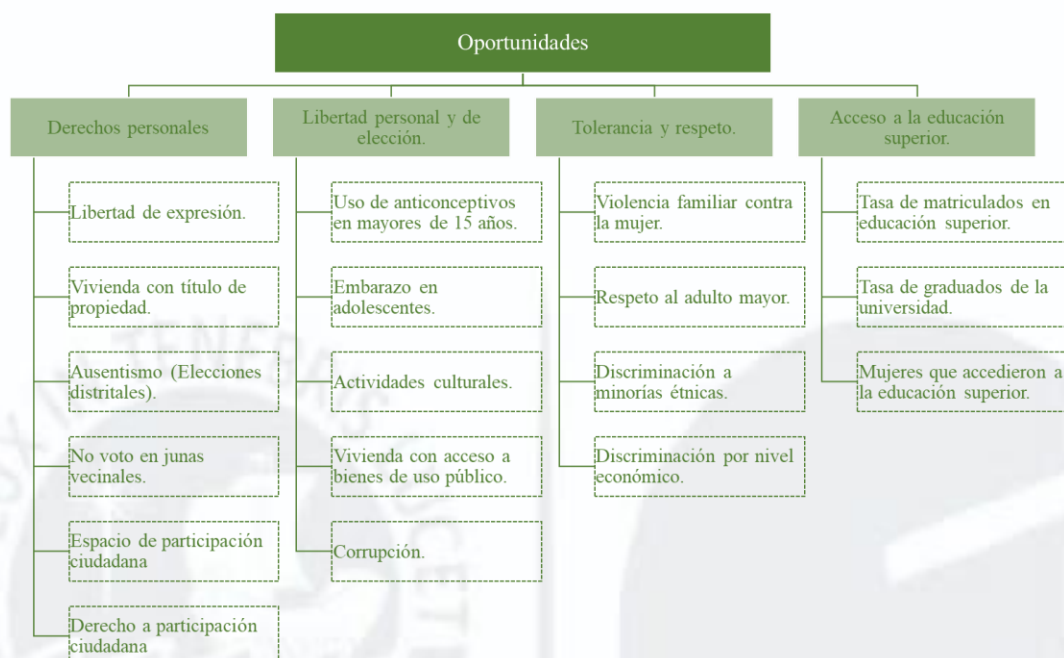 Oportunidades
Derechos personales
Libertad de expresión.
Vivienda con título de
propiedad.
Ausentismo (Elecciones
distritales).
No voto en junas
vecinales.
Espacio de participación
ciudadana
Derecho a participación
ciudadana
Libertad personal y de
elección.
Uso de anticonceptivos
en mayores de 15 años.
Embarazo en
adolescentes.
Actividades culturales.
Vivienda con acceso a
bienes de uso público.
Corrupción.
Tolerancia y respeto.
Violencia familiar contra
la mujer.
Respeto al adulto mayor.
Discriminación a
minorías étnicas.
Discriminación por nivel
económico.
Acceso a la educación
superior.
Tasa de matriculados en
educación superior.
Tasa de graduados de la
universidad.
Mujeres que accedieron a
la educación superior.
IN TENEBRIS